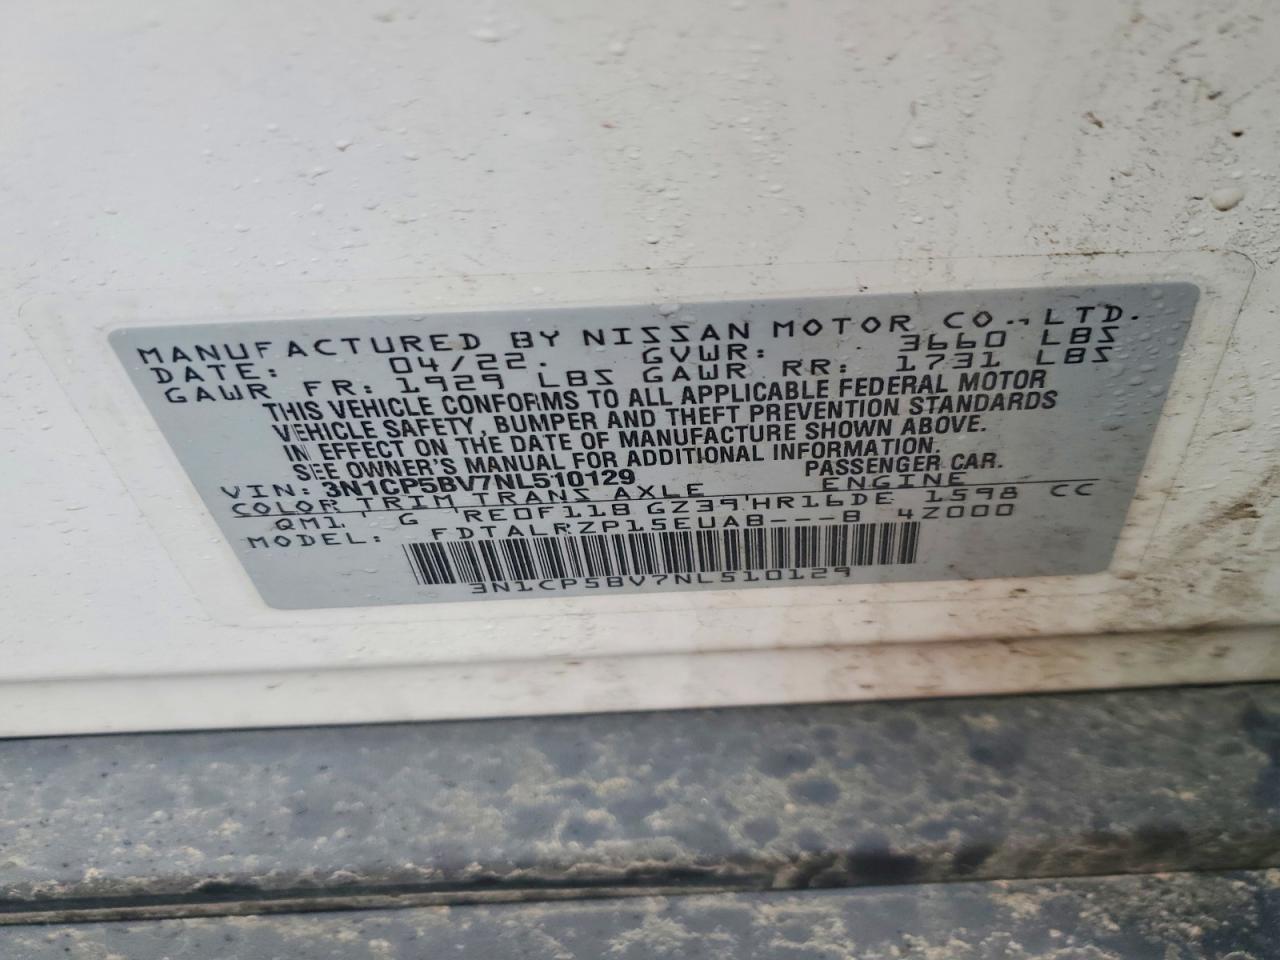 MANUFACTURED BY NISSAN MOTOR CO., LTD.
DATE: 04/22. GVWR: 3660 LBS
GAWR FR: 1929 LBS GAWR RR: 1731 LBS
THIS VEHICLE CONFORMS TO ALL APPLICABLE FEDERAL MOTOR
VEHICLE SAFETY, BUMPER AND THEFT PREVENTION STANDARDS
IN EFFECT ON THE DATE OF MANUFACTURE SHOWN ABOVE.
SEE OWNER'S MANUAL FOR ADDITIONAL INFORMATION.
VIN: 3N1CP5BV7NL510129 PASSENGER CAR.
COLOR TRIM TRANS AXLE ENGINE
QM1 G RE0F11B GZ39 HR16DE 1598 CC
MODEL: FDTALRZP15EUAB---B 4Z000
3N1CP5BV7NL510129